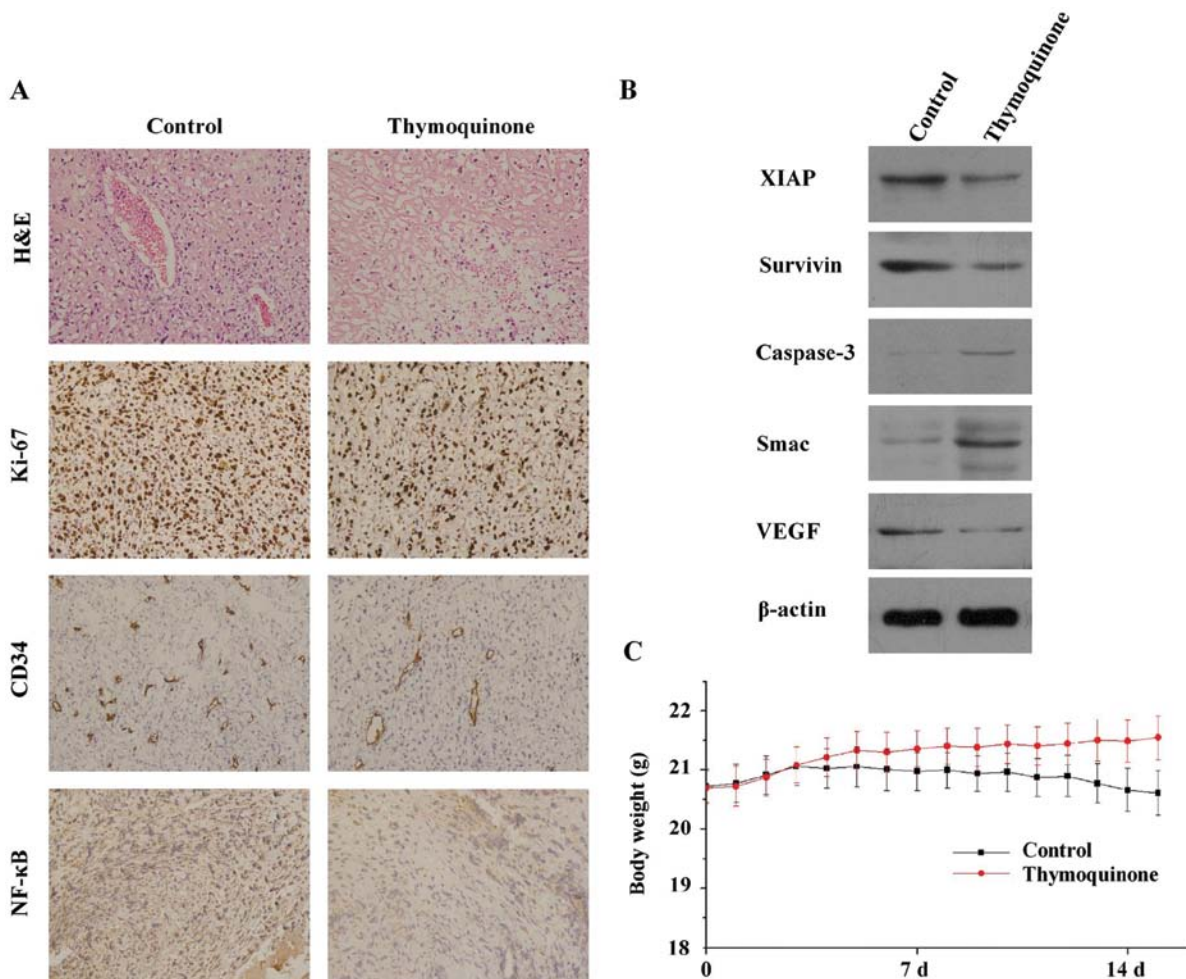 A
Control Thymoquinone
H&E
Ki-67
CD34
NF-κB
B
Control Thymoquinone
XIAP
Survivin
Caspase-3
Smac
VEGF
β-actin
C
Body weight (g)
22
21
20
19
18
0 7 d 14 d
Control
Thymoquinone